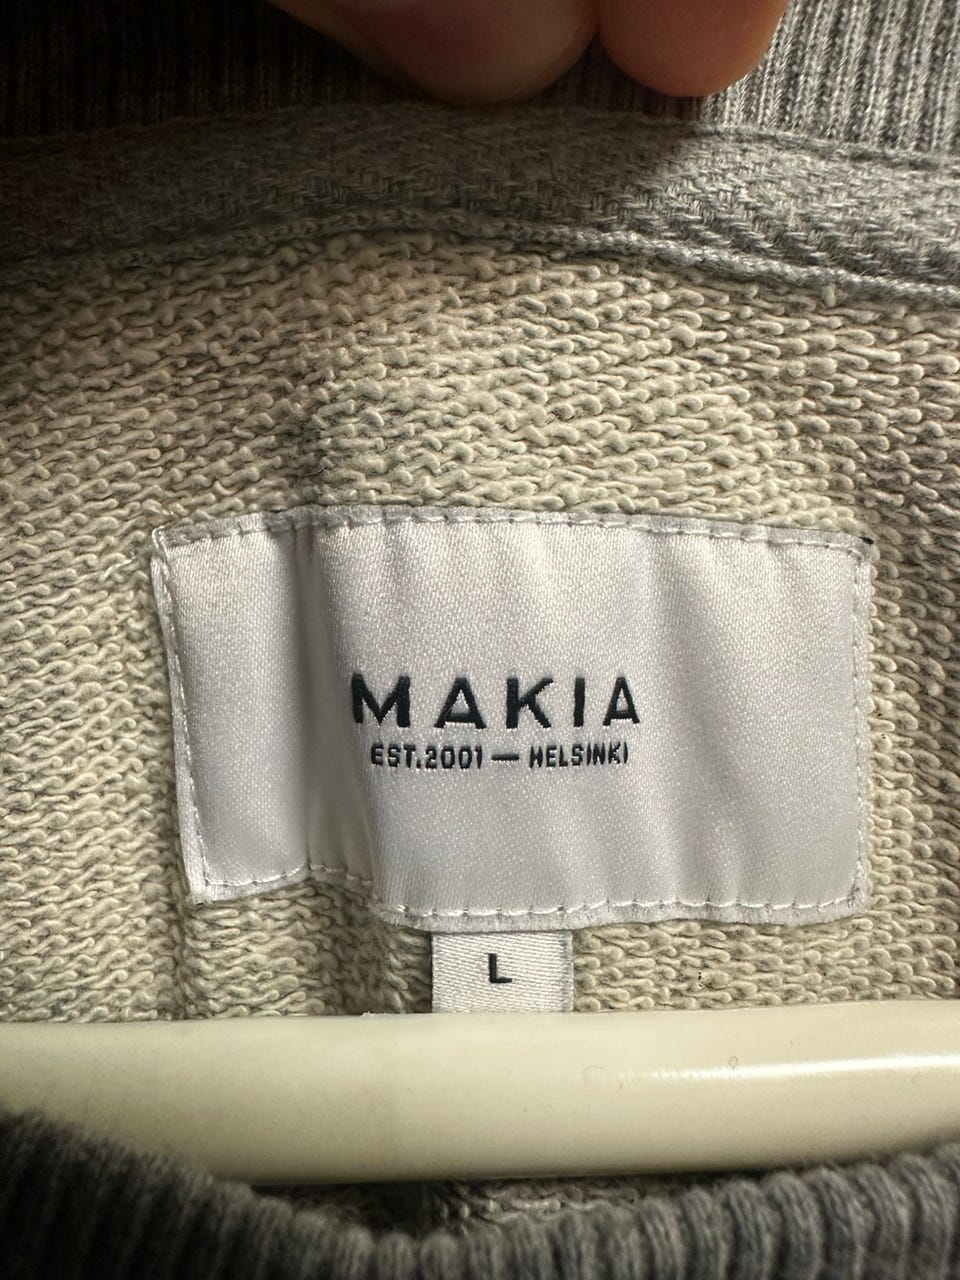 MAKIA
EST.2001 — HELSINKI
L